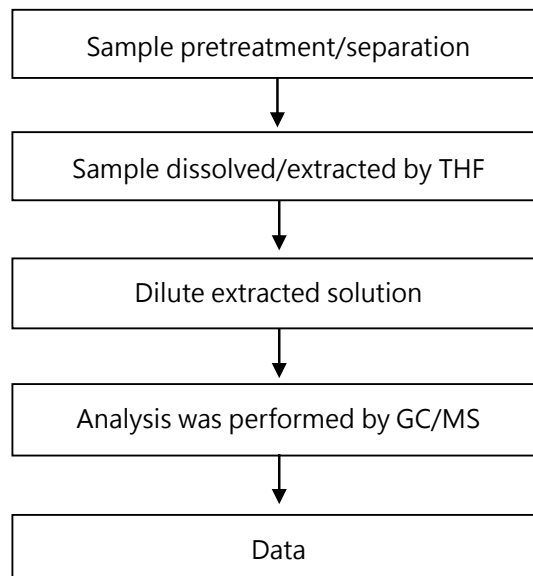 Sample pretreatment/separation
Sample dissolved/extracted by THF
Dilute extracted solution
Analysis was performed by GC/MS
Data